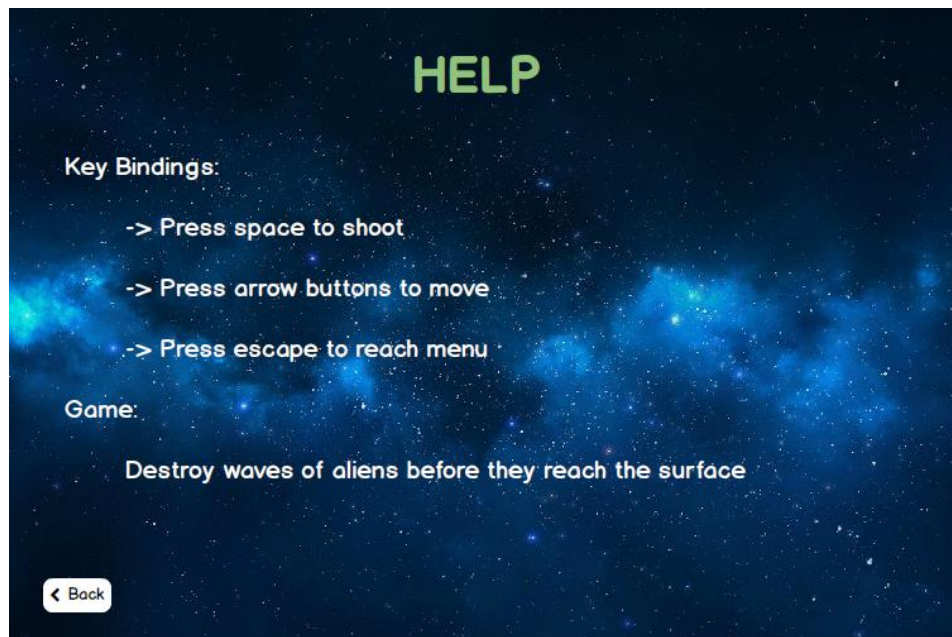 HELP
Key Bindings:
-> Press space to shoot
-> Press arrow buttons to move
-> Press escape to reach menu
Game:
Destroy waves of aliens before they reach the surface
Back